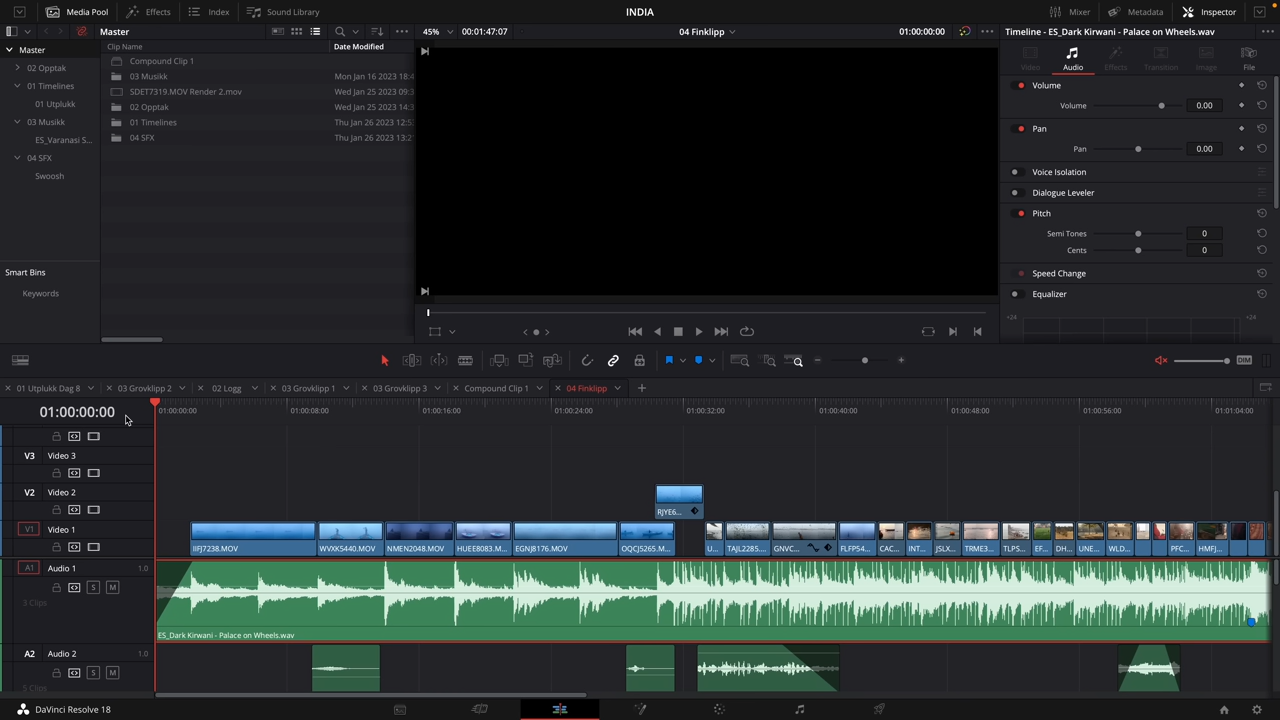 Media Pool Effects Index Sound Library INDIA Mixer Metadata Inspector
Master 45% 00:01:47:07 04 Finklipp 01:00:00:00 Timeline - ES_Dark Kirwani - Palace on Wheels.wav
Clip Name Date Modified
Master
02 Opptak
01 Timelines
01 Utplukk
03 Musikk
ES_Varanasi S...
04 SFX
Swoosh
Smart Bins
Keywords
Compound Clip 1
03 Musikk Mon Jan 16 2023 18:4
SDET7319.MOV Render 2.mov Wed Jan 25 2023 09:3
02 Opptak Wed Jan 25 2023 14:3
01 Timelines Thu Jan 26 2023 12:5
04 SFX Thu Jan 26 2023 13:2
Video Audio Effects Transition Image File
Volume
Volume 0.00
Pan
Pan 0.00
Voice Isolation
Dialogue Leveler
Pitch
Semi Tones 0
Cents 0
Speed Change
Equalizer
+24 +24
DIM
01 Utplukk Dag 8 03 Grovklipp 2 02 Logg 03 Grovklipp 1 03 Grovklipp 3 Compound Clip 1 04 Finklipp
01:00:00:00 01:00:00:00 01:00:08:00 01:00:16:00 01:00:24:00 01:00:32:00 01:00:40:00 01:00:48:00 01:00:56:00 01:01:04:00
V3 Video 3
V2 Video 2
RJYE6...
V1 Video 1
IIFJ7238.MOV WVXK5440.MOV NMEN2048.MOV HUEE8083.M... EGNJ8176.MOV OQCJ5265.M... U... TAJL2285.... GNVC... FLFP54... CAC... INT... JSLX... TRME3... TLPS... EF... DH... UNE... WLD... PFC... HMFJ...
A1 Audio 1 1.0
S M
3 Clips
ES_Dark Kirwani - Palace on Wheels.wav
A2 Audio 2 1.0
S M
5 Clips
DaVinci Resolve 18